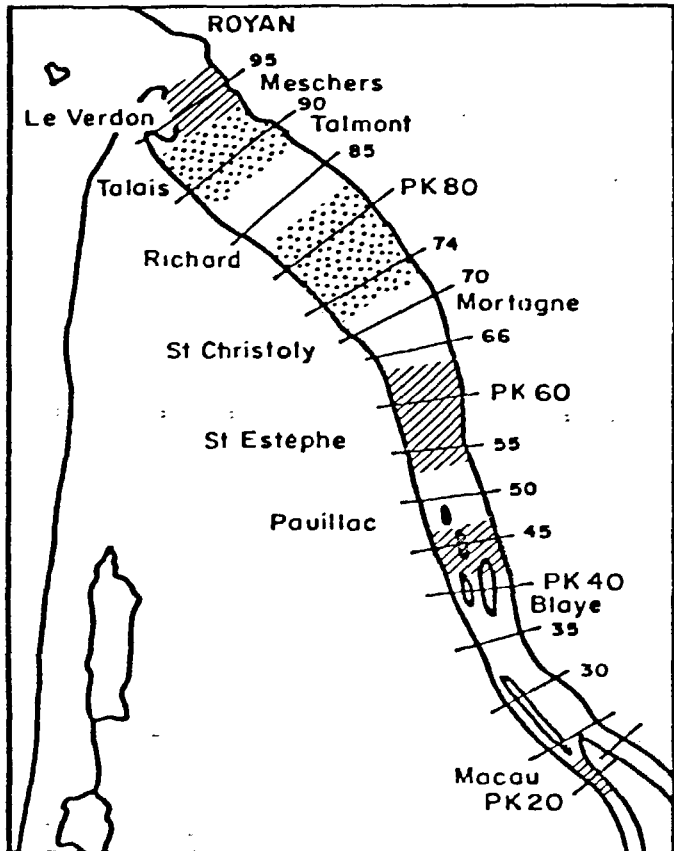 ROYAN
95
Meschers
90
Le Verdon
Talmont
85
Talais
PK 80
Richard
74
70
Mortagne
St Christoly
66
PK 60
St Estèphe
55
50
Pauillac
45
PK 40
Blaye
35
30
Macau
PK 20